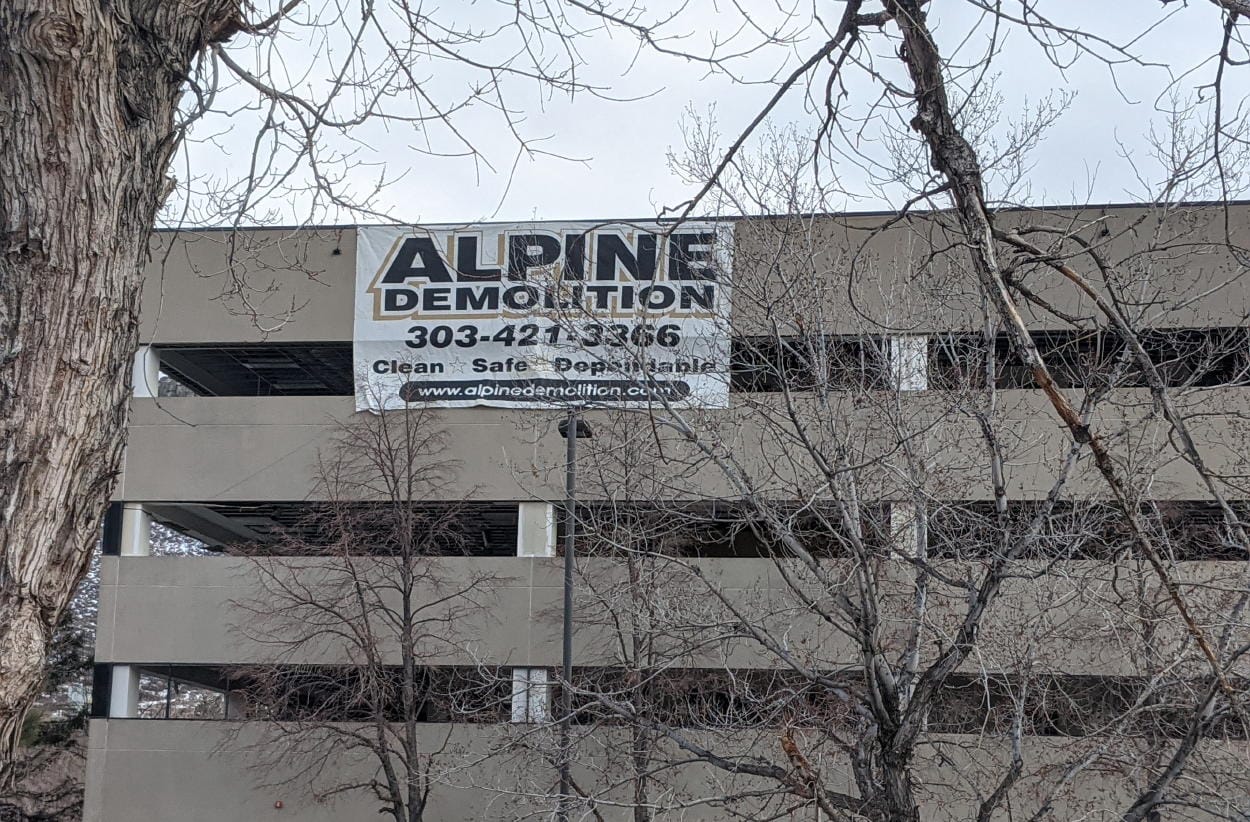 ALPINE
DEMOLITION
303-421-3366
Clean ☆ Safe ☆ Dependable
www.alpinedemolition.com